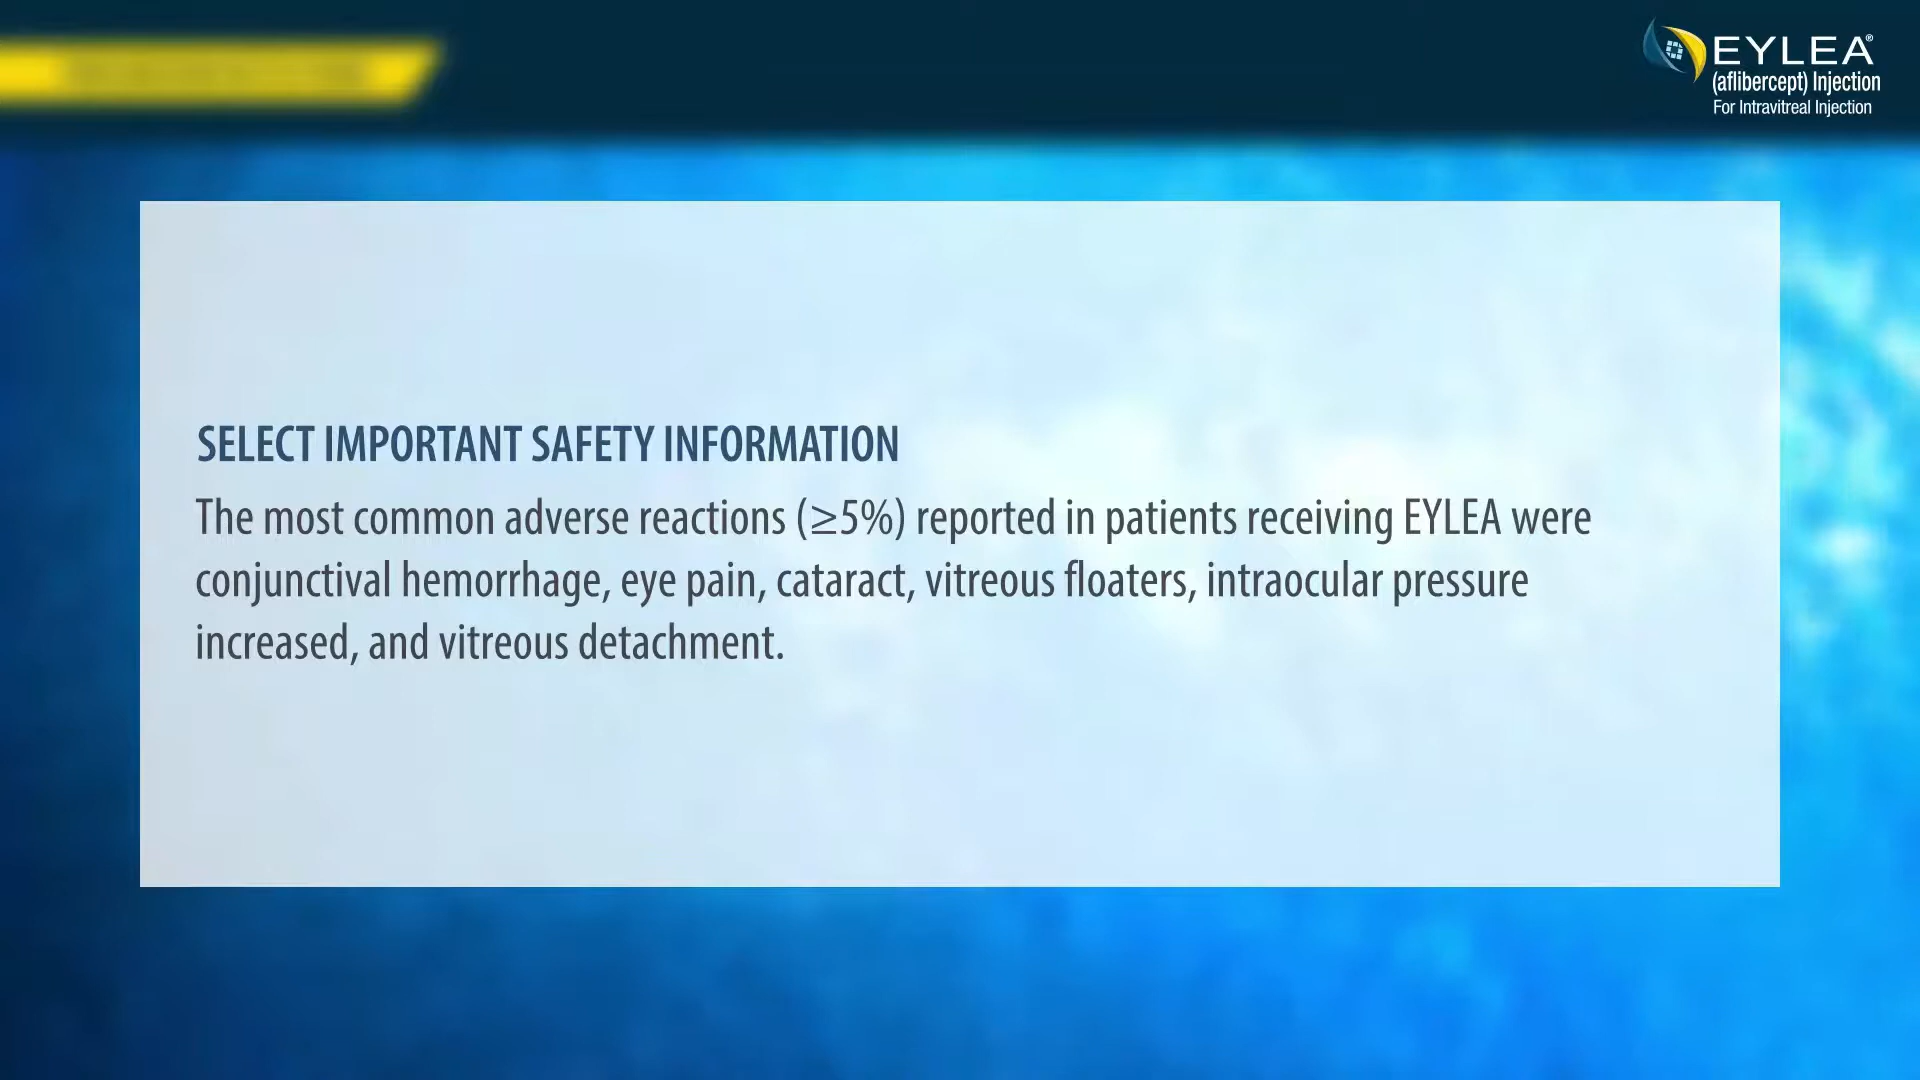 EYLEA®
(aflibercept) Injection
For Intravitreal Injection
SELECT IMPORTANT SAFETY INFORMATION
The most common adverse reactions (≥5%) reported in patients receiving EYLEA were
conjunctival hemorrhage, eye pain, cataract, vitreous floaters, intraocular pressure
increased, and vitreous detachment.